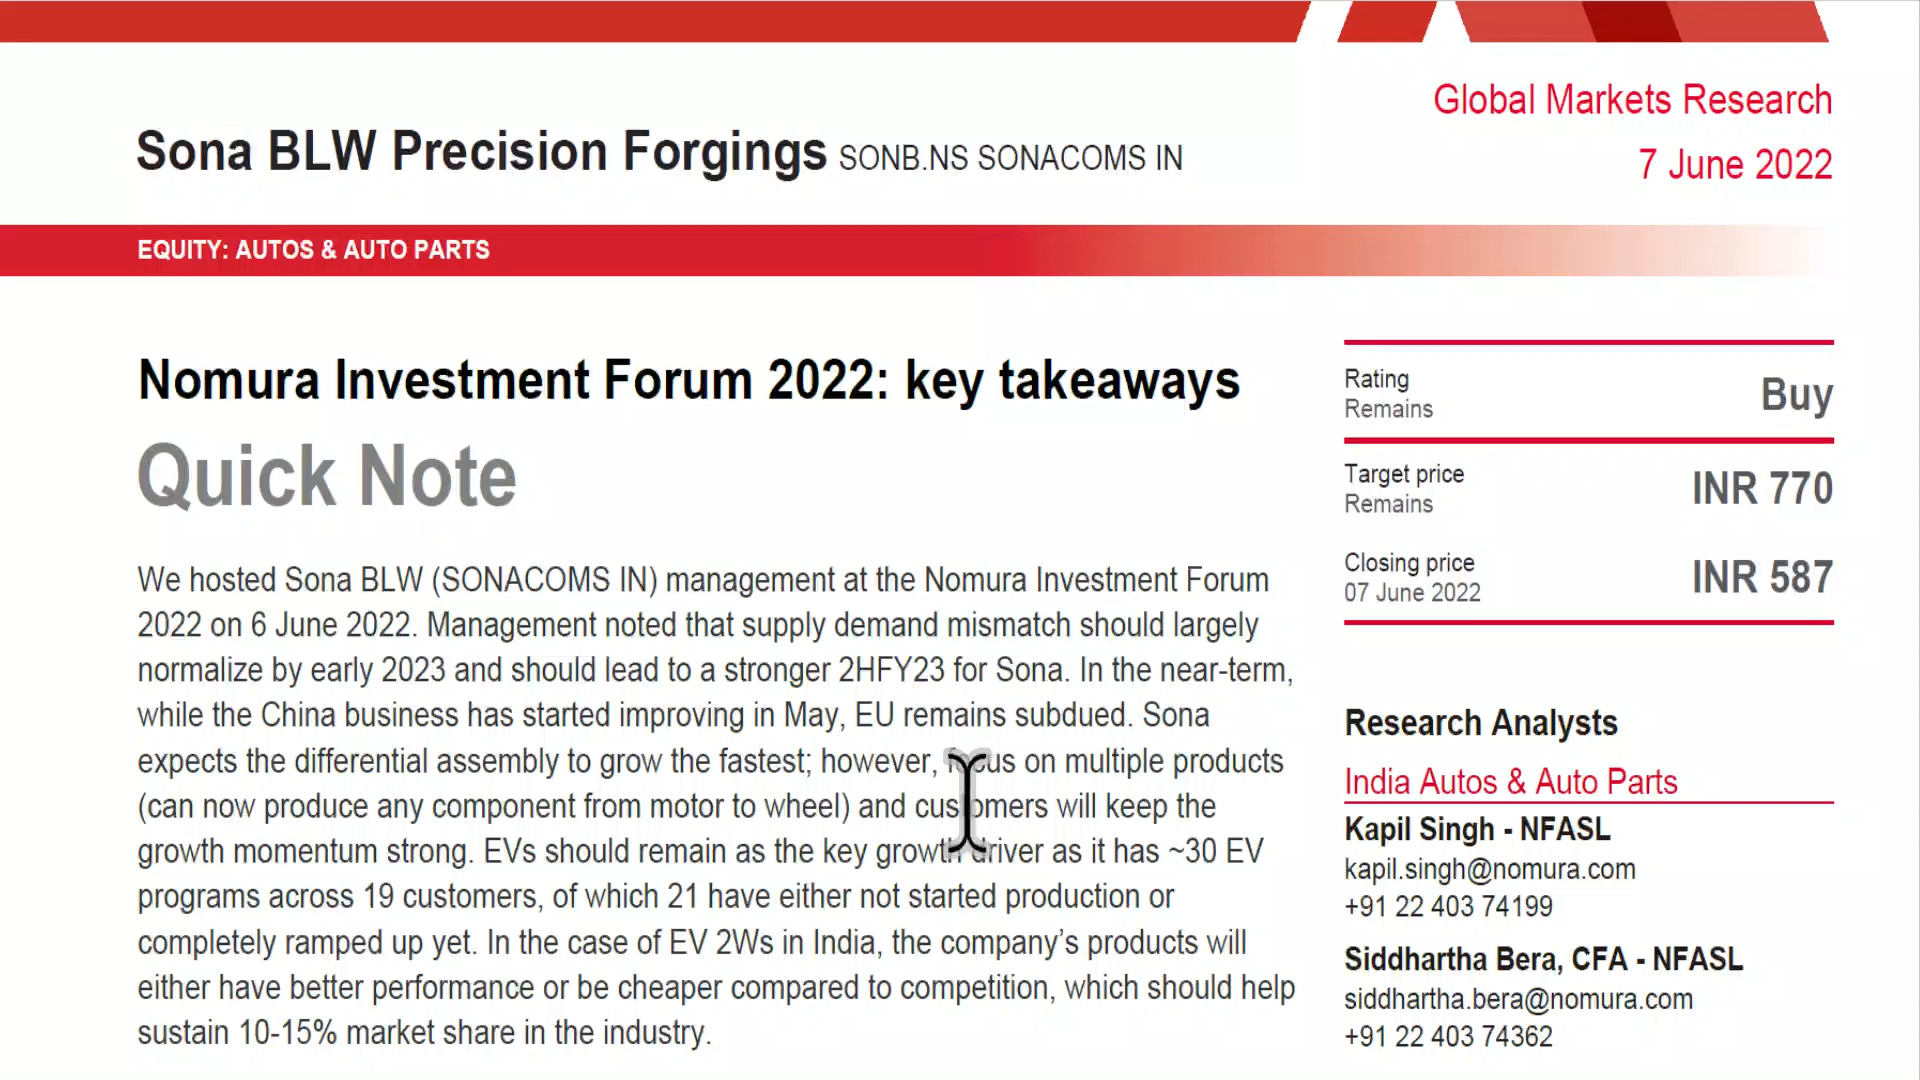 Global Markets Research
Sona BLW Precision Forgings SONB.NS SONACOMS IN
7 June 2022
EQUITY: AUTOS & AUTO PARTS
Nomura Investment Forum 2022: key takeaways
Quick Note
We hosted Sona BLW (SONACOMS IN) management at the Nomura Investment Forum
2022 on 6 June 2022. Management noted that supply demand mismatch should largely
normalize by early 2023 and should lead to a stronger 2HFY23 for Sona. In the near-term,
while the China business has started improving in May, EU remains subdued. Sona
expects the differential assembly to grow the fastest; however, focus on multiple products
(can now produce any component from motor to wheel) and customers will keep the
growth momentum strong. EVs should remain as the key growth driver as it has ~30 EV
programs across 19 customers, of which 21 have either not started production or
completely ramped up yet. In the case of EV 2Ws in India, the company’s products will
either have better performance or be cheaper compared to competition, which should help
sustain 10-15% market share in the industry.
Rating
Remains
Buy
Target price
Remains
INR 770
Closing price
07 June 2022
INR 587
Research Analysts
India Autos & Auto Parts
Kapil Singh - NFASL
kapil.singh@nomura.com
+91 22 403 74199
Siddhartha Bera, CFA - NFASL
siddhartha.bera@nomura.com
+91 22 403 74362